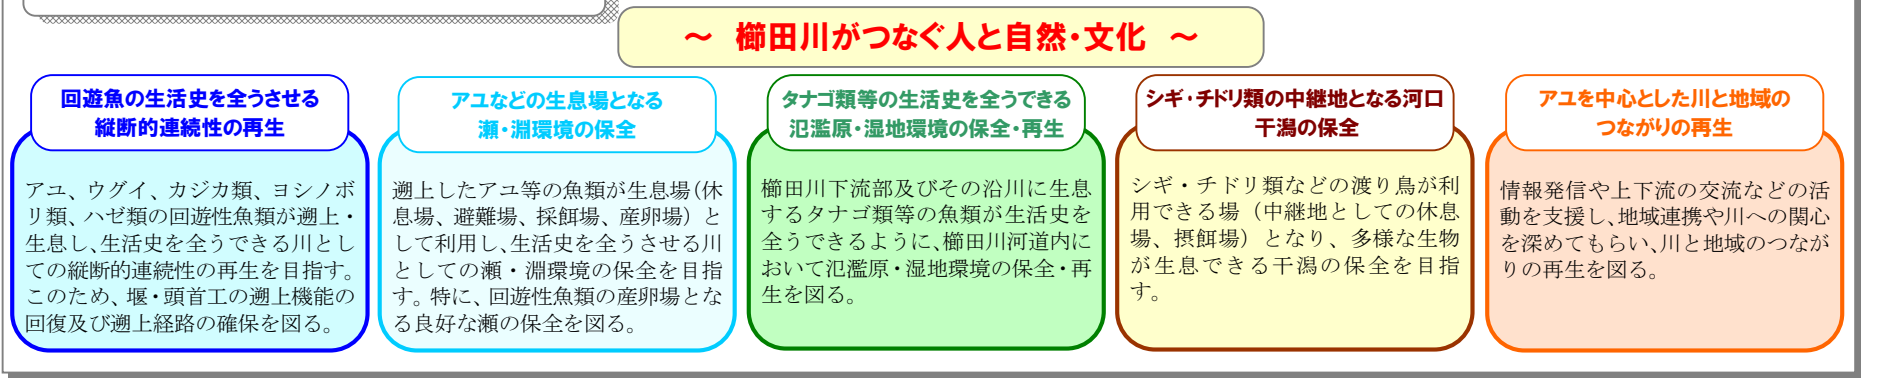 ～ 櫛田川がつなぐ人と自然・文化 ～
回遊魚の生活史を全うさせる
縦断的連続性の再生
アユ、ウグイ、カジカ類、ヨシノボ
リ類、ハゼ類の回遊性魚類が遡上・
生息し、生活史を全うできる川とし
ての縦断的連続性の再生を目指す。
このため、堰・頭首工の遡上機能の
回復及び遡上経路の確保を図る。
アユなどの生息場となる
瀬・淵環境の保全
遡上したアユ等の魚類が生息場（休
息場、避難場、採餌場、産卵場）と
して利用し、生活史を全うさせる川
としての瀬・淵環境の保全を目指
す。特に、回遊性魚類の産卵場とな
る良好な瀬の保全を図る。
タナゴ類等の生活史を全うできる
氾濫原・湿地環境の保全・再生
櫛田川下流部及びその沿川に生息
するタナゴ類等の魚類が生活史を
全うできるように、櫛田川河道内に
おいて氾濫原・湿地環境の保全・再
生を図る。
シギ・チドリ類の中継地となる河口
干潟の保全
シギ・チドリ類などの渡り鳥が利
用できる場（中継地としての休息
場、摂餌場）となり、多様な生物
が生息できる干潟の保全を目指
す。
アユを中心とした川と地域の
つながりの再生
情報発信や上下流の交流などの活
動を支援し、地域連携や川への関心
を深めてもらい、川と地域のつなが
りの再生を図る。